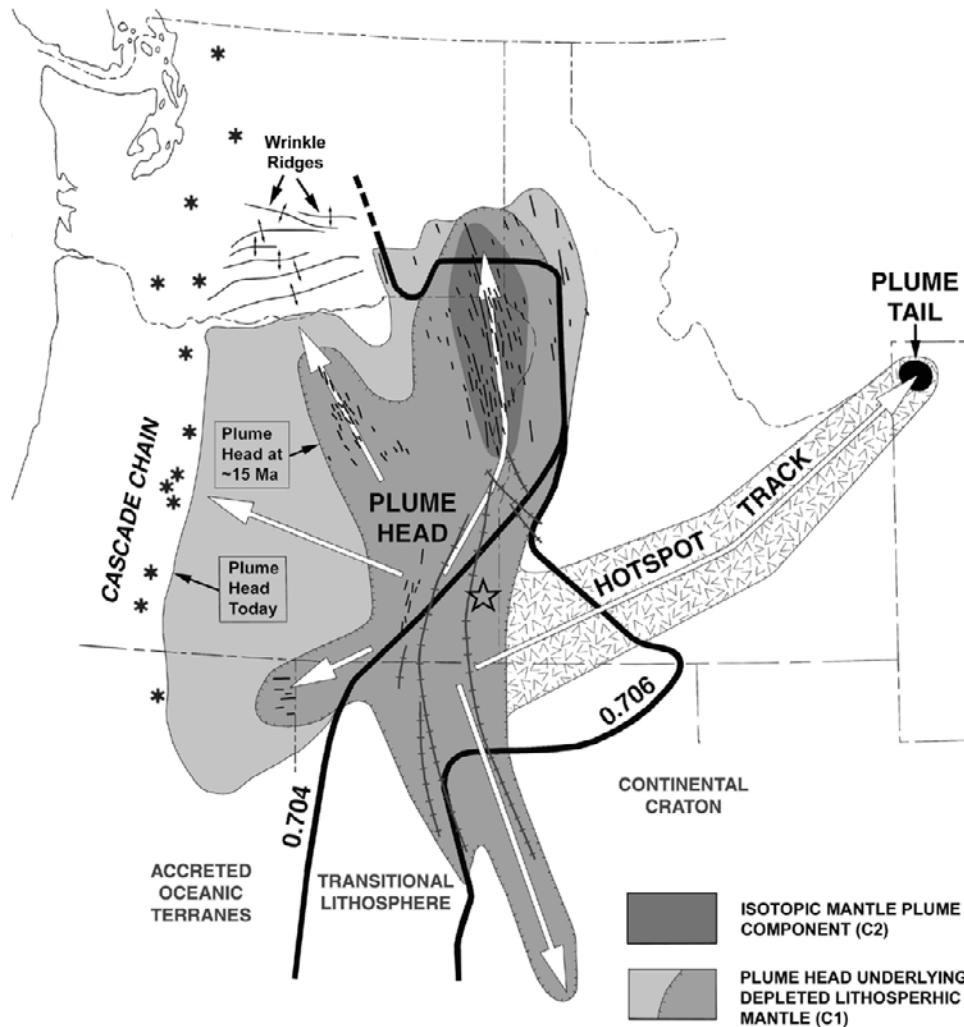 Wrinkle
Ridges
PLUME
TAIL
CASCADE CHAIN
Plume
Head at
~15 Ma
PLUME
HEAD
HOTSPOT TRACK
Plume
Head
Today
0.706
0.704
CONTINENTAL
CRATON
ACCRETED
OCEANIC
TERRANES
TRANSITIONAL
LITHOSPHERE
ISOTOPIC MANTLE PLUME
COMPONENT (C2)
PLUME HEAD UNDERLYING
DEPLETED LITHOSPERHIC
MANTLE (C1)